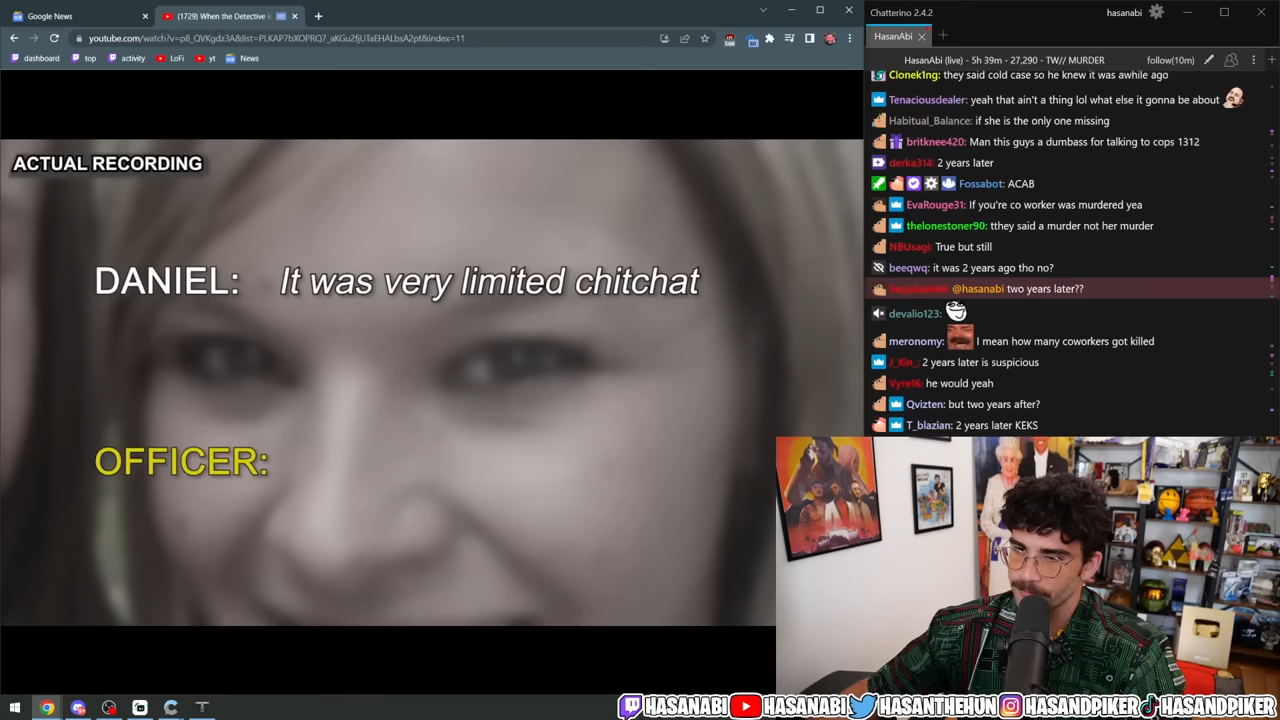 Google News
(1729) When the Detective is
youtube.com/watch?v=p8_QVKgdz3A&list=PLKAP7bXOPRQ7_aKGu2fjUTaEHALbsA2pt&index=11
dashboard
top
activity
LoFi
yt
News
ACTUAL RECORDING
DANIEL: It was very limited chitchat
OFFICER:
Chatterino 2.4.2
hasanabi
HasanAbi
HasanAbi (live) - 5h 39m - 27,290 - TW// MURDER
follow(10m)
Clonek1ng: they said cold case so he knew it was awhile ago
Tenaciousdealer: yeah that ain't a thing lol what else it gonna be about
Habitual_Balance: if she is the only one missing
britknee420: Man this guys a dumbass for talking to cops 1312
derka314: 2 years later
Fossabot: ACAB
EvaRouge31: If you're co worker was murdered yea
thelonestoner90: tthey said a murder not her murder
NBUsagi: True but still
beeqwq: it was 2 years ago tho no?
@hasanabi two years later??
devalio123:
meronomy: I mean how many coworkers got killed
J_Kin_: 2 years later is suspicious
Vyre16: he would yeah
Qvizten: but two years after?
T_blazian: 2 years later KEKS
HASANABI HASANABI HASANTHEHUN HASANDPIKER HASANDPIKER